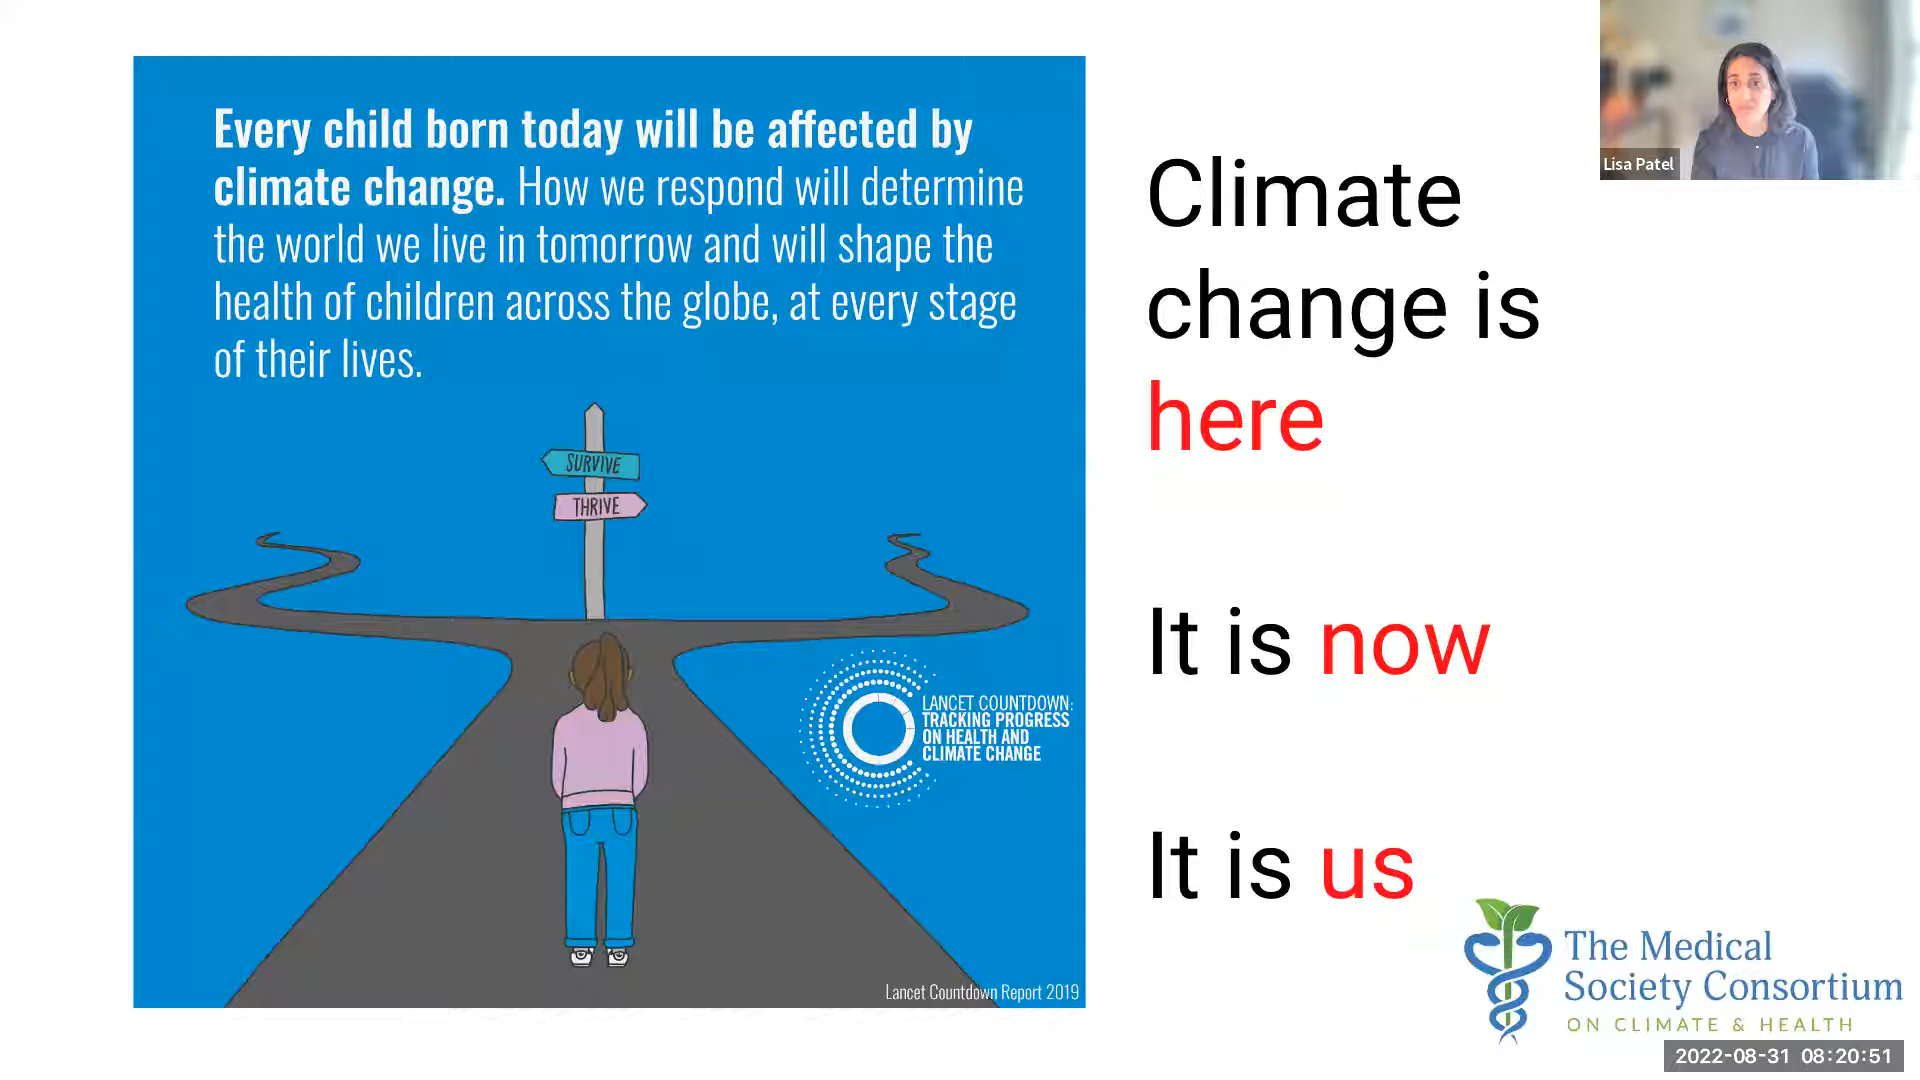 Every child born today will be affected by
climate change. How we respond will determine
the world we live in tomorrow and will shape the
health of children across the globe, at every stage
of their lives.
SURVIVE
THRIVE
LANCET COUNTDOWN:
TRACKING PROGRESS
ON HEALTH AND
CLIMATE CHANGE
Lancet Countdown Report 2019
Climate
change is
here
It is now
It is us
Lisa Patel
The Medical
Society Consortium
ON CLIMATE & HEALTH
2022-08-31 08:20:51